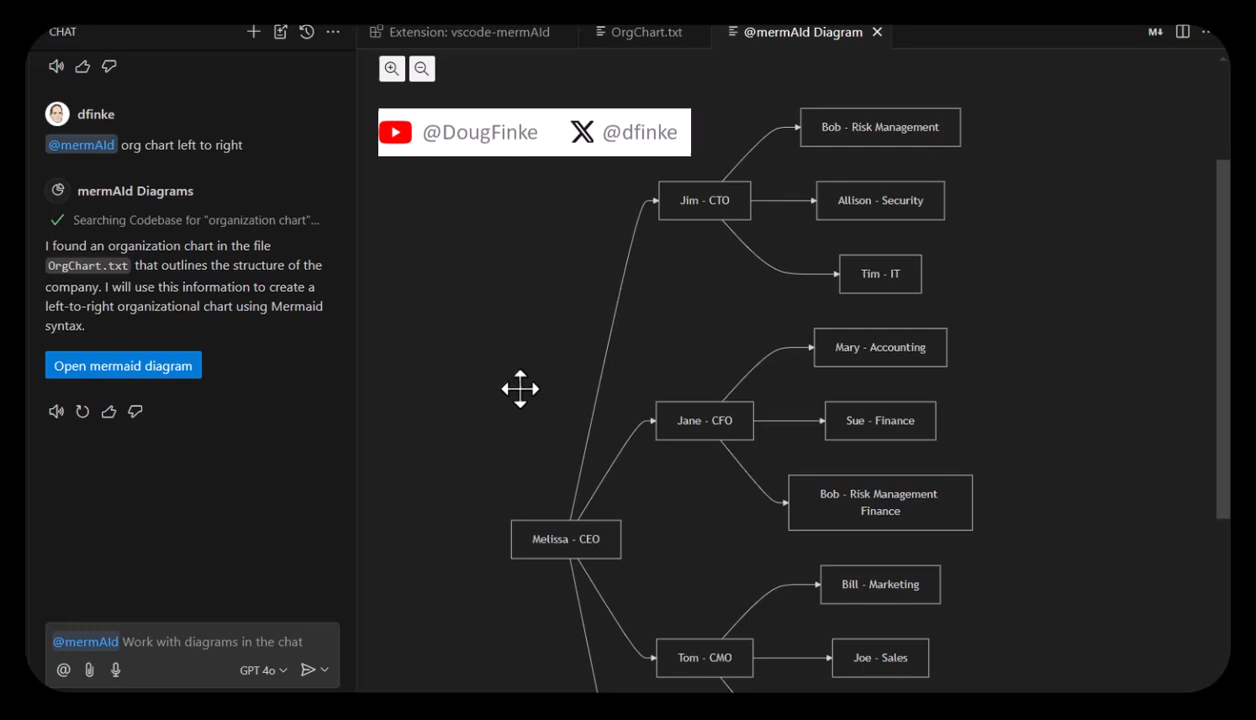 CHAT
dfinke
@mermAId org chart left to right
mermAId Diagrams
Searching Codebase for "organization chart"...
I found an organization chart in the file
OrgChart.txt that outlines the structure of the
company. I will use this information to create a
left-to-right organizational chart using Mermaid
syntax.
Open mermaid diagram
@mermAId Work with diagrams in the chat
GPT 4o
Extension: vscode-mermAId
OrgChart.txt
@mermAId Diagram
M↓
@DougFinke
@dfinke
Bob - Risk Management
Jim - CTO
Allison - Security
Tim - IT
Mary - Accounting
Jane - CFO
Sue - Finance
Bob - Risk Management
Finance
Melissa - CEO
Bill - Marketing
Tom - CMO
Joe - Sales